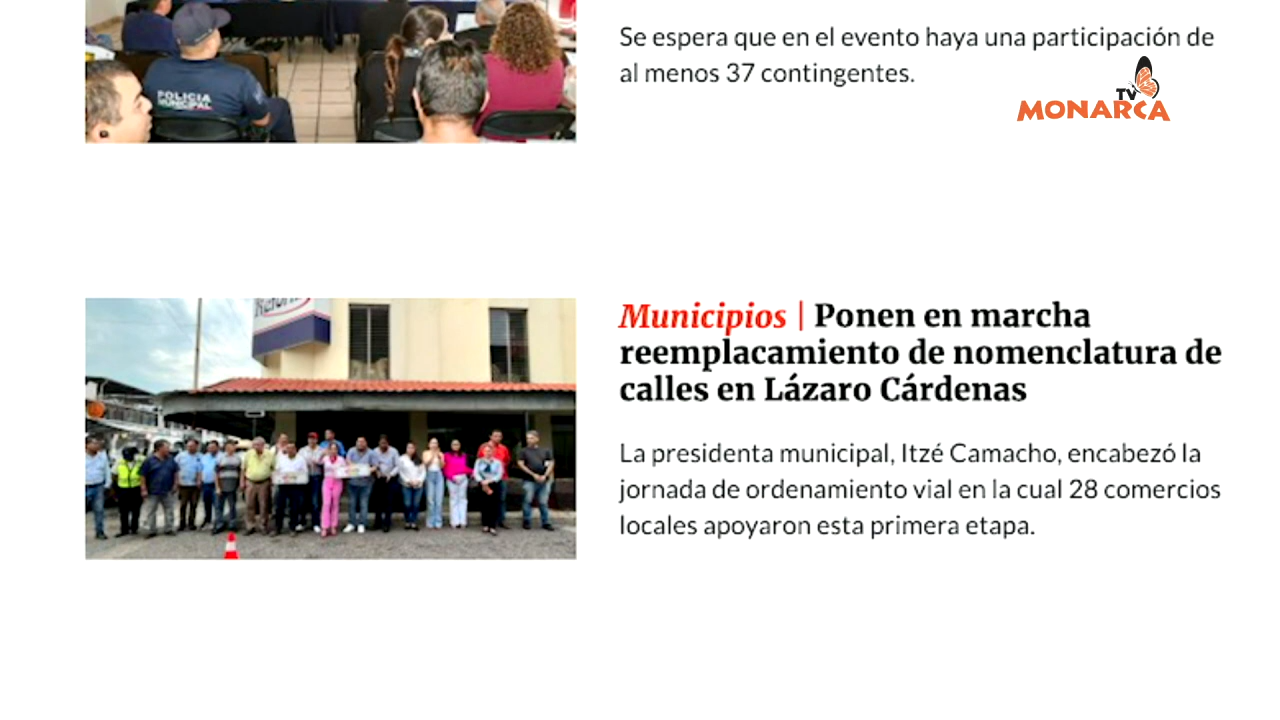 Se espera que en el evento haya una participación de
al menos 37 contingentes.
TV
MONARCA
POLICIA
MUNICIPAL
Municipios | Ponen en marcha
reemplacamiento de nomenclatura de
calles en Lázaro Cárdenas
La presidenta municipal, Itzé Camacho, encabezó la
jornada de ordenamiento vial en la cual 28 comercios
locales apoyaron esta primera etapa.